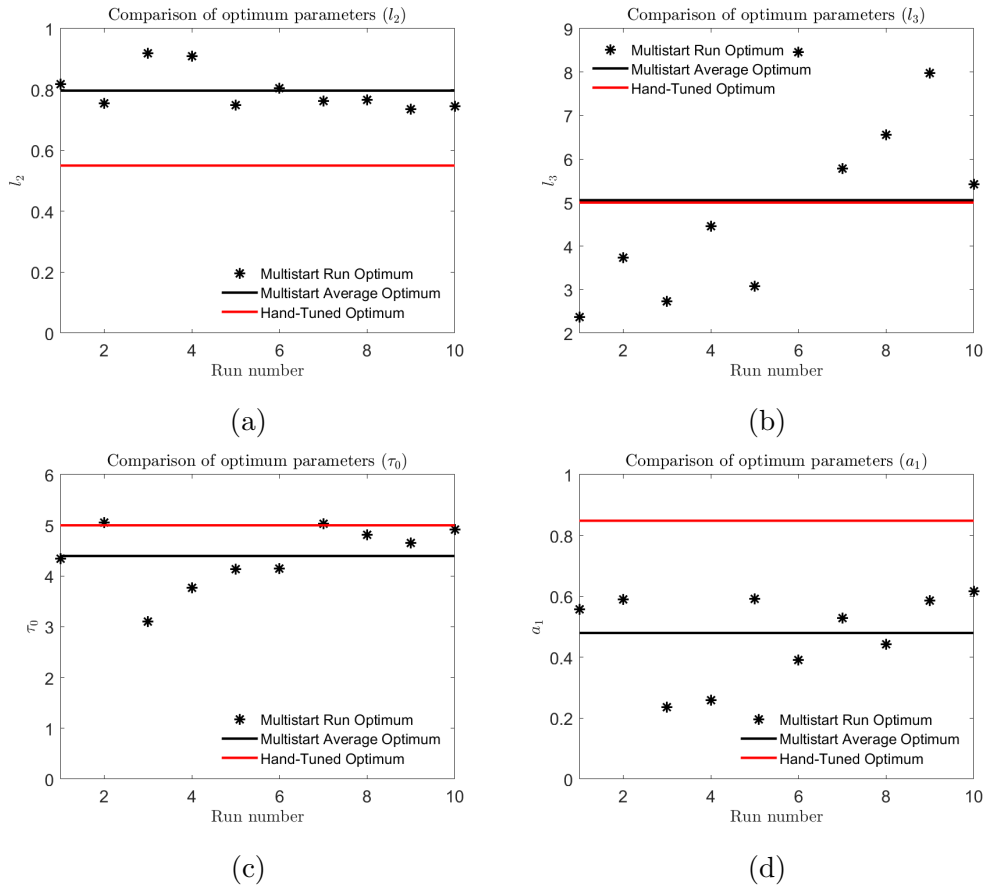 Comparison of optimum parameters (l₂)
1
0.8
0.6
0.4
0.2
0
l₂
Multistart Run Optimum
Multistart Average Optimum
Hand-Tuned Optimum
2 4 6 8 10
Run number
(a)
Comparison of optimum parameters (l₃)
9
8
7
6
5
4
3
2
l₃
Multistart Run Optimum
Multistart Average Optimum
Hand-Tuned Optimum
2 4 6 8 10
Run number
(b)
Comparison of optimum parameters (τ₀)
6
5
4
3
2
1
0
τ₀
Multistart Run Optimum
Multistart Average Optimum
Hand-Tuned Optimum
2 4 6 8 10
Run number
(c)
Comparison of optimum parameters (a₁)
1
0.8
0.6
0.4
0.2
0
a₁
Multistart Run Optimum
Multistart Average Optimum
Hand-Tuned Optimum
2 4 6 8 10
Run number
(d)